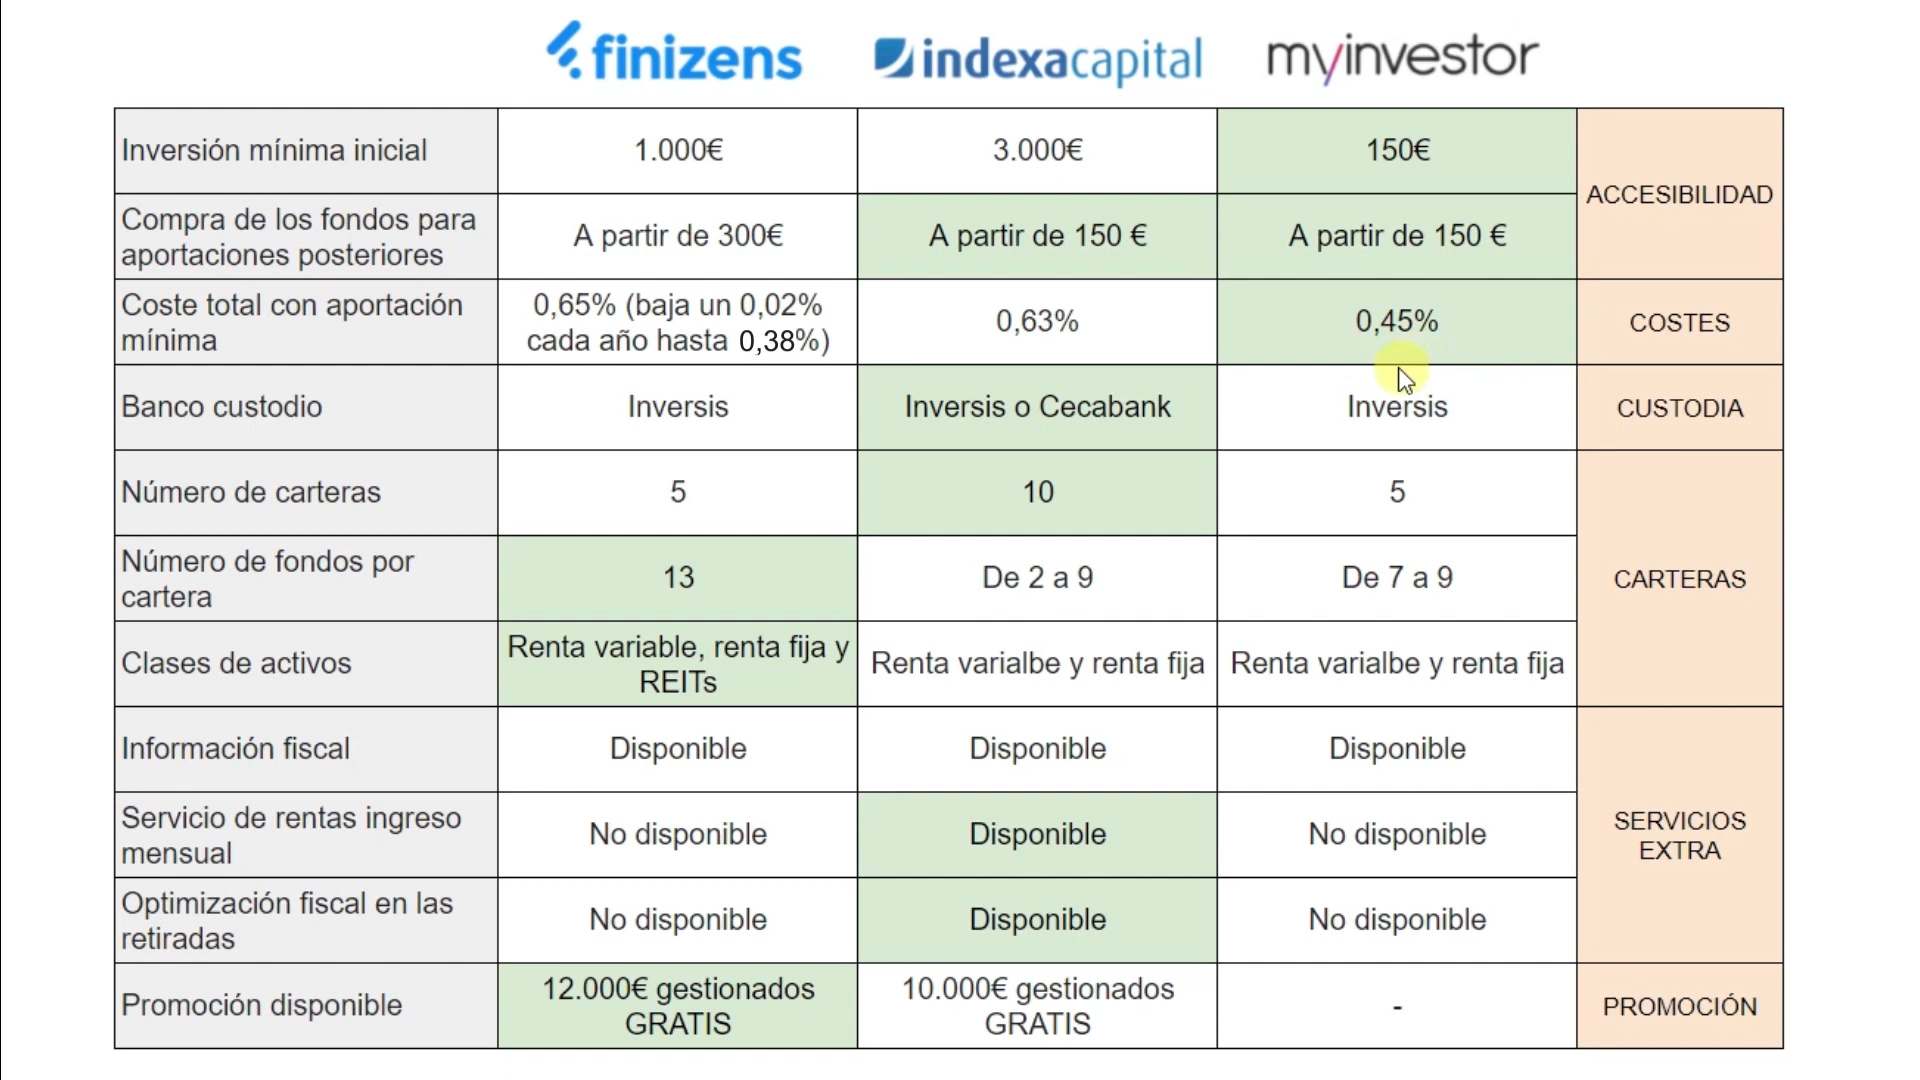 finizens
indexacapital
myinvestor
Inversión mínima inicial
1.000€
3.000€
150€
ACCESIBILIDAD
Compra de los fondos para
aportaciones posteriores
A partir de 300€
A partir de 150 €
A partir de 150 €
Coste total con aportación
mínima
0,65% (baja un 0,02%
cada año hasta 0,38%)
0,63%
0,45%
COSTES
Banco custodio
Inversis
Inversis o Cecabank
Inversis
CUSTODIA
Número de carteras
5
10
5
CARTERAS
Número de fondos por
cartera
13
De 2 a 9
De 7 a 9
Clases de activos
Renta variable, renta fija y
REITs
Renta varialbe y renta fija
Renta varialbe y renta fija
Información fiscal
Disponible
Disponible
Disponible
SERVICIOS
EXTRA
Servicio de rentas ingreso
mensual
No disponible
Disponible
No disponible
Optimización fiscal en las
retiradas
No disponible
Disponible
No disponible
Promoción disponible
12.000€ gestionados
GRATIS
10.000€ gestionados
GRATIS
-
PROMOCIÓN